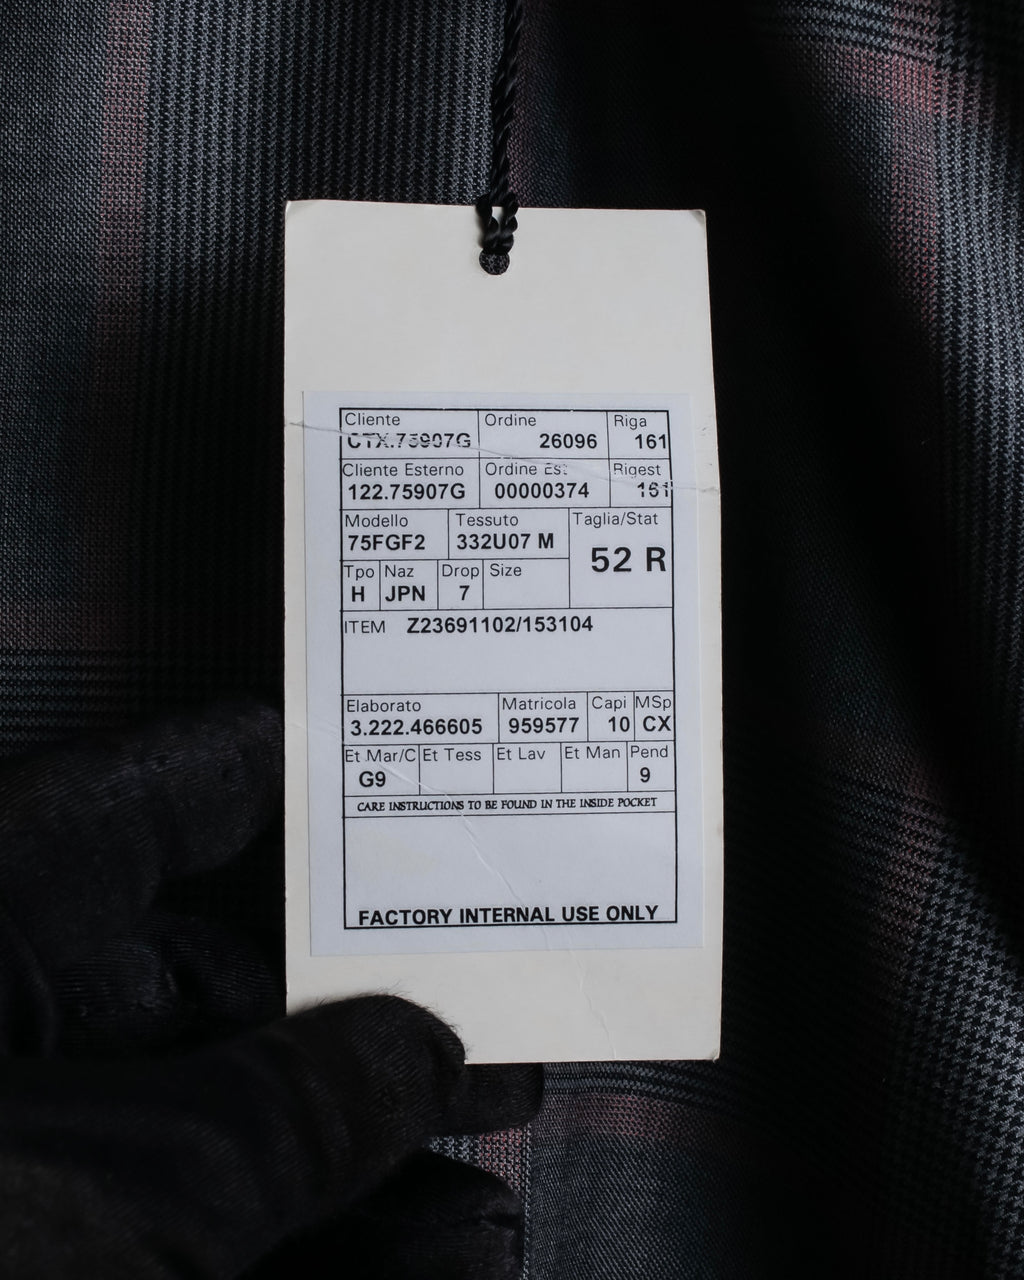 Cliente Ordine Riga
CTX.75907G 26096 161
Cliente Esterno Ordine Est Rigest
122.75907G 00000374 161
Modello Tessuto Taglia/Stat
75FGF2 332U07 M 52 R
Tpo Naz Drop Size
H JPN 7
ITEM Z23691102/153104
Elaborato Matricola Capi MSp
3.222.466605 959577 10 CX
Et Mar/C Et Tess Et Lav Et Man Pend
G9 9
CARE INSTRUCTIONS TO BE FOUND IN THE INSIDE POCKET
FACTORY INTERNAL USE ONLY